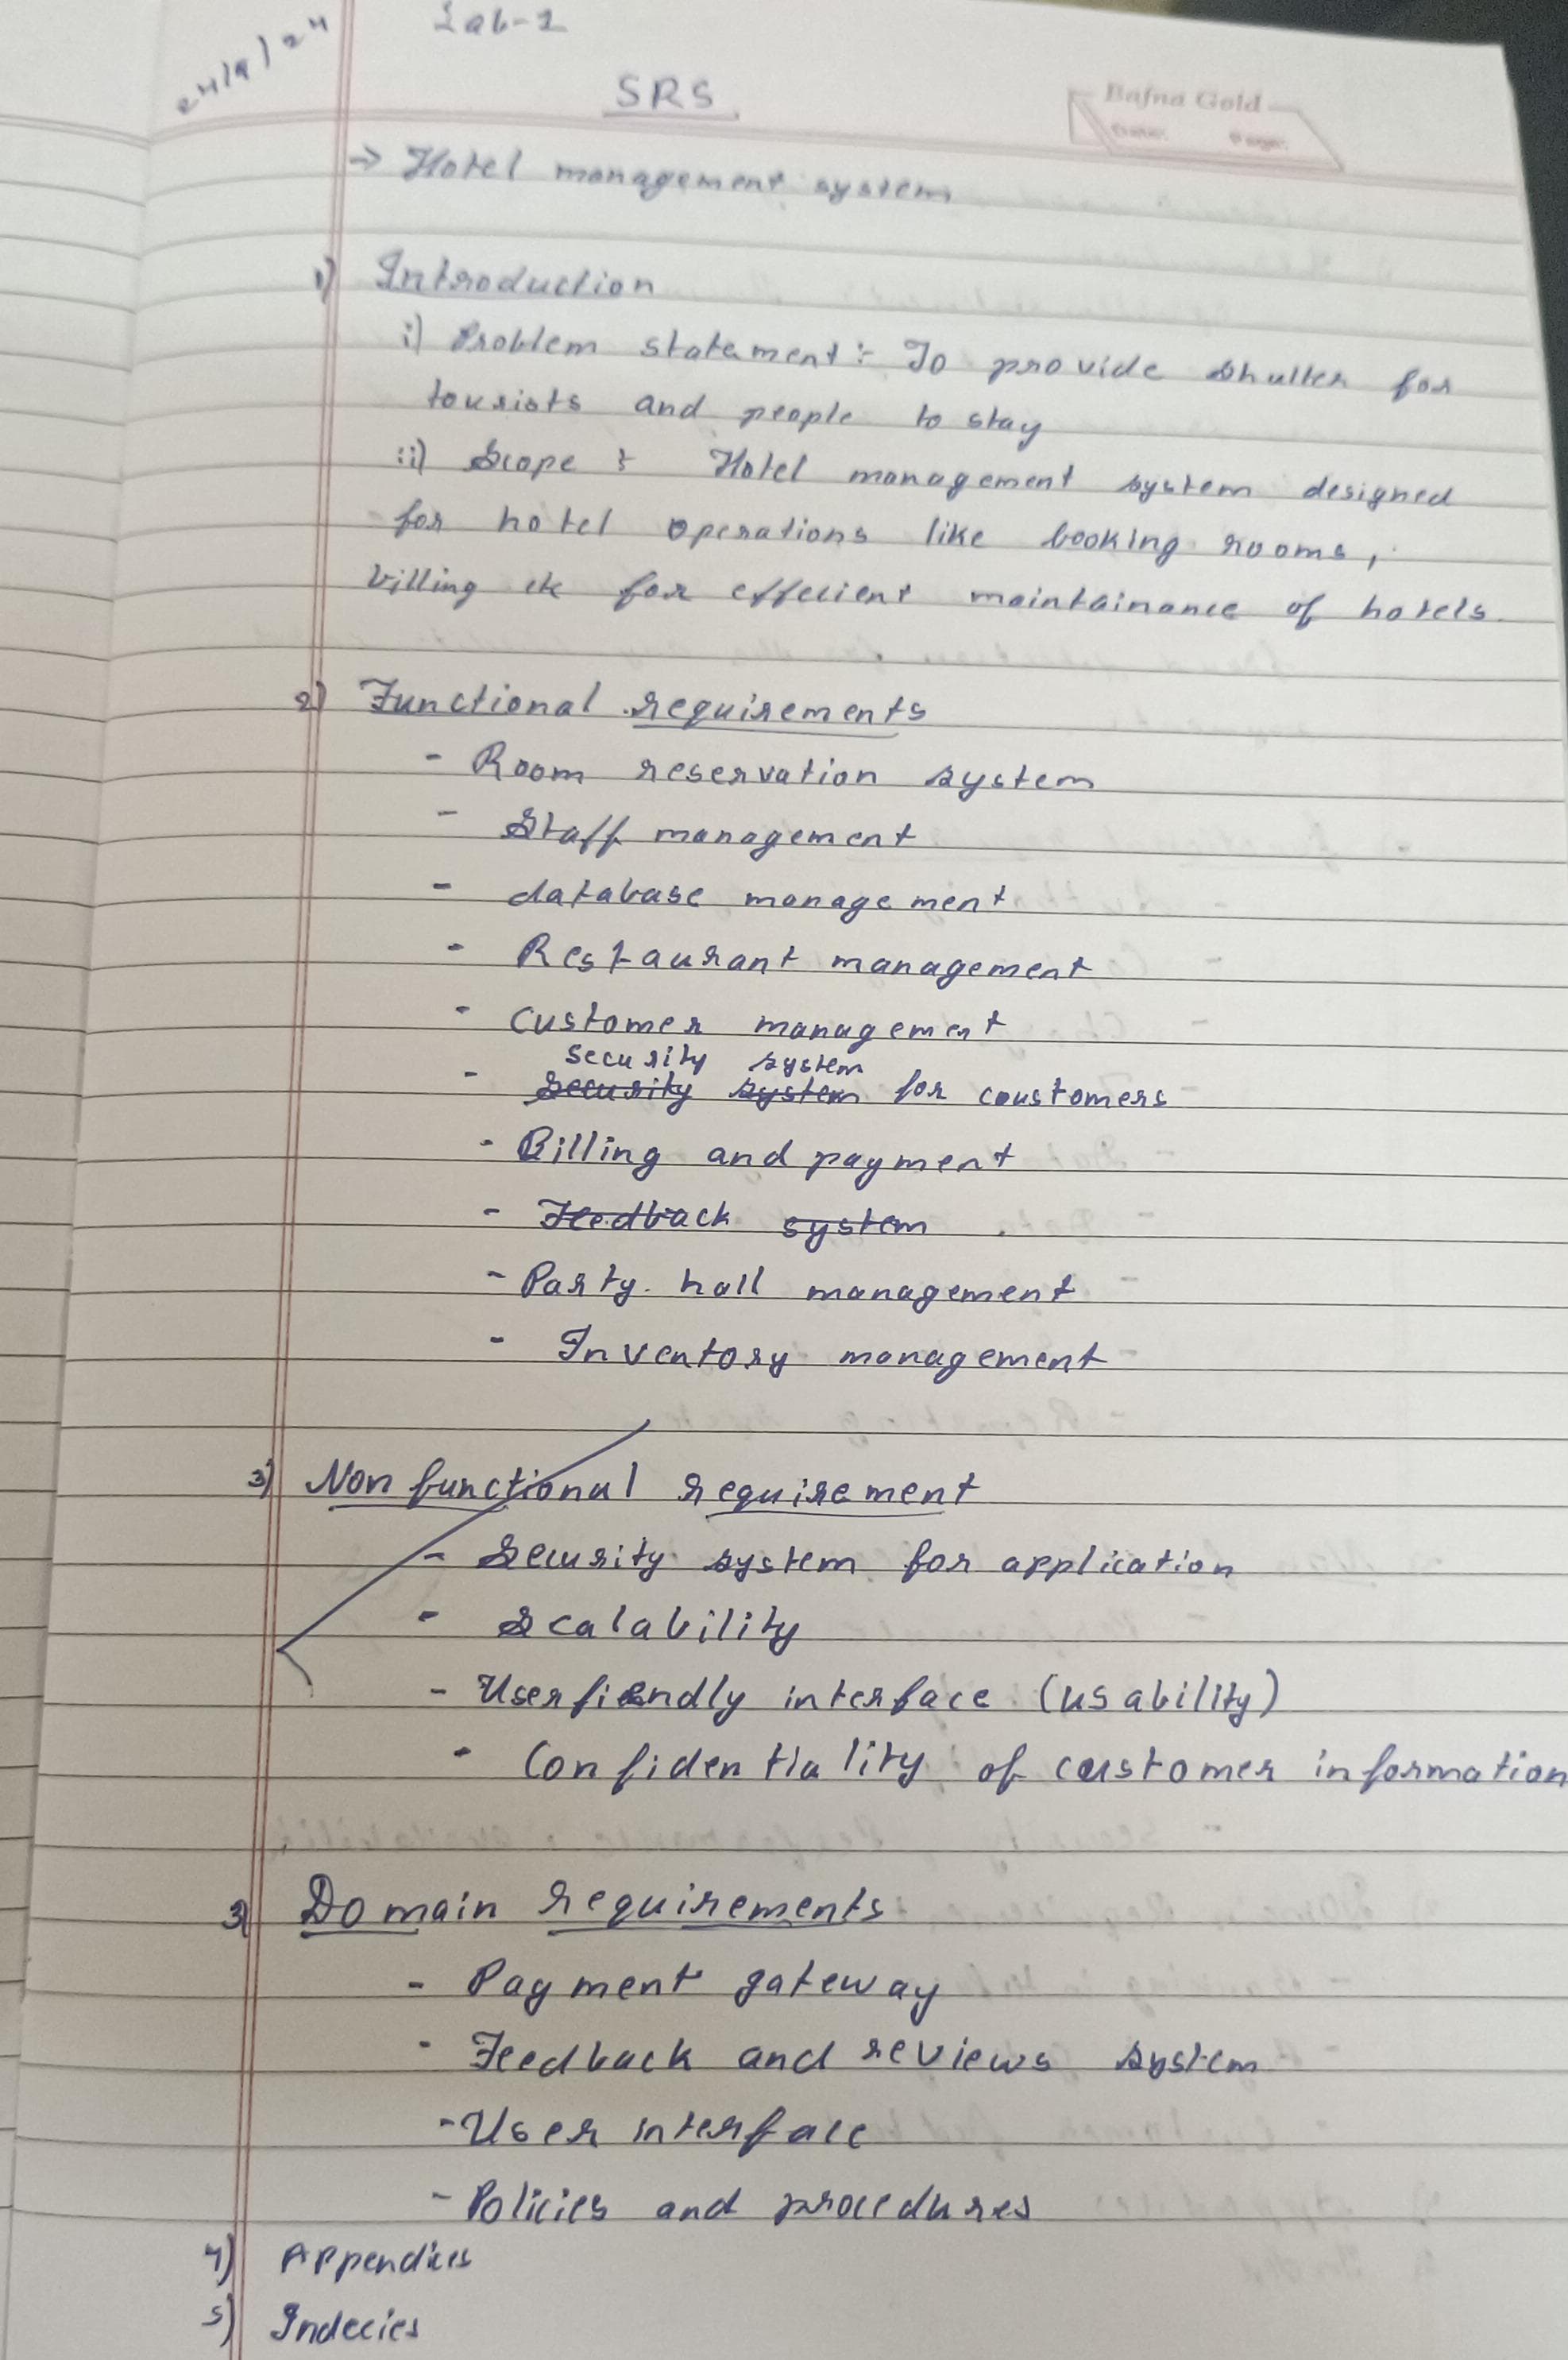 24/9/24
Lab-1
SRS
Bafna Gold
Date: Page:
-> Hotel management system
1) Introduction
i) Problem statement :- To provide shulter for
tourists and people to stay
ii) Scope :- Hotel management system designed
for hotel operations like booking rooms,
billing etc for effecient maintainance of hotels.
2) Functional requirements
- Room reservation system
- Staff management
- database management
- Restaurant management
- customer management
security system
- Security system for coustomers
- Billing and payment
- Feedback system
- Party hall management
- Inventory management
3) Non functional requirement
- Security system for application
- Scalability
- User fiendly interface (usability)
- Confidentiality of customer information
3) Domain requirements
- Payment gateway
- Feedback and reviews system
- User interface
- Policies and procedures
4) Appendices
5) Indecies